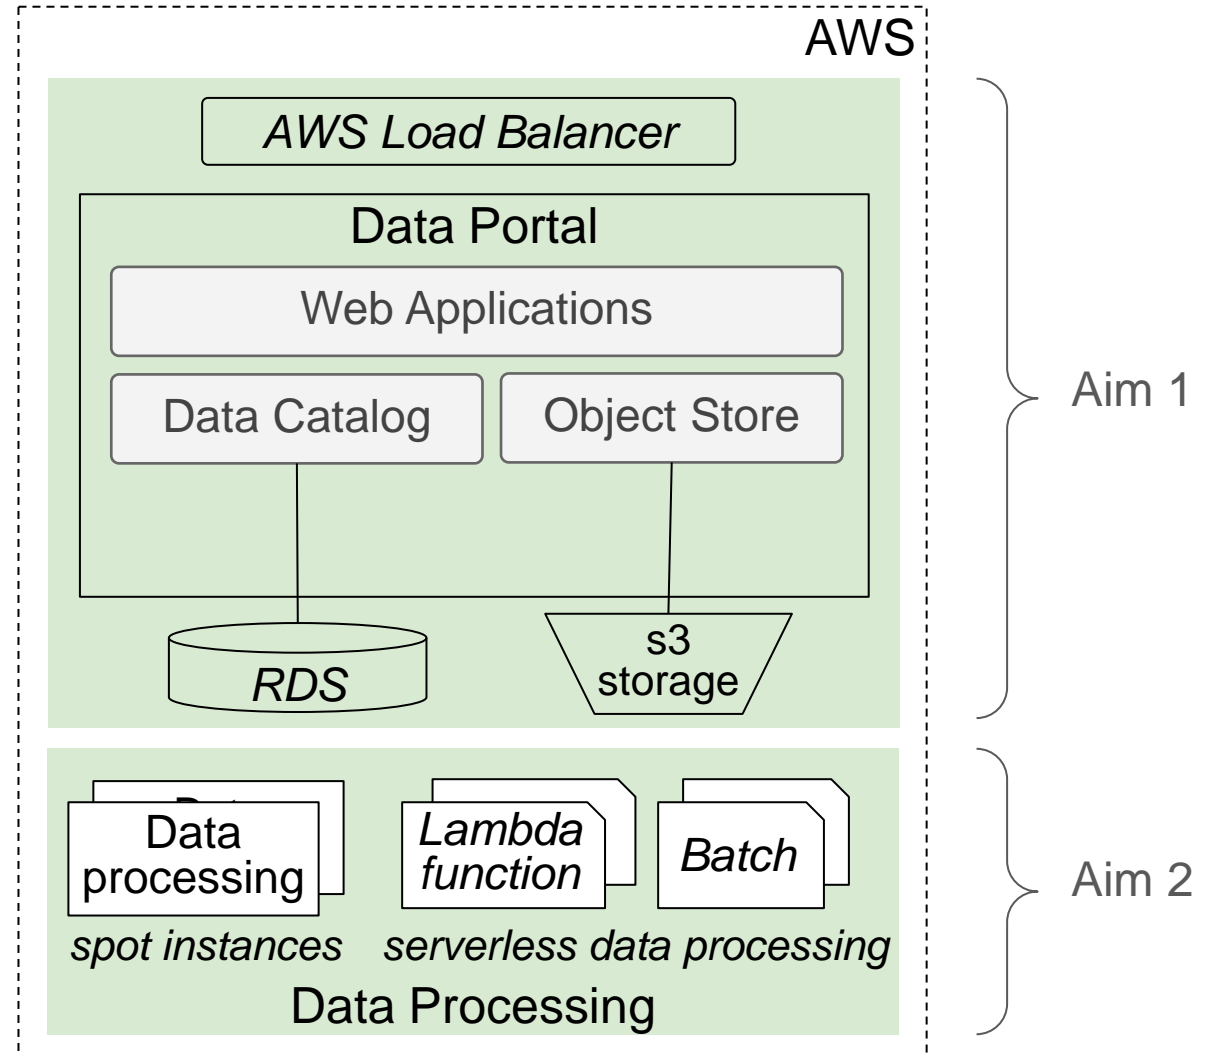 AWS
AWS Load Balancer
Data Portal
Web Applications
Data Catalog
Object Store
Aim 1
RDS
s3
storage
Data
processing
Lambda
function
Batch
Aim 2
spot instances
serverless data processing
Data Processing